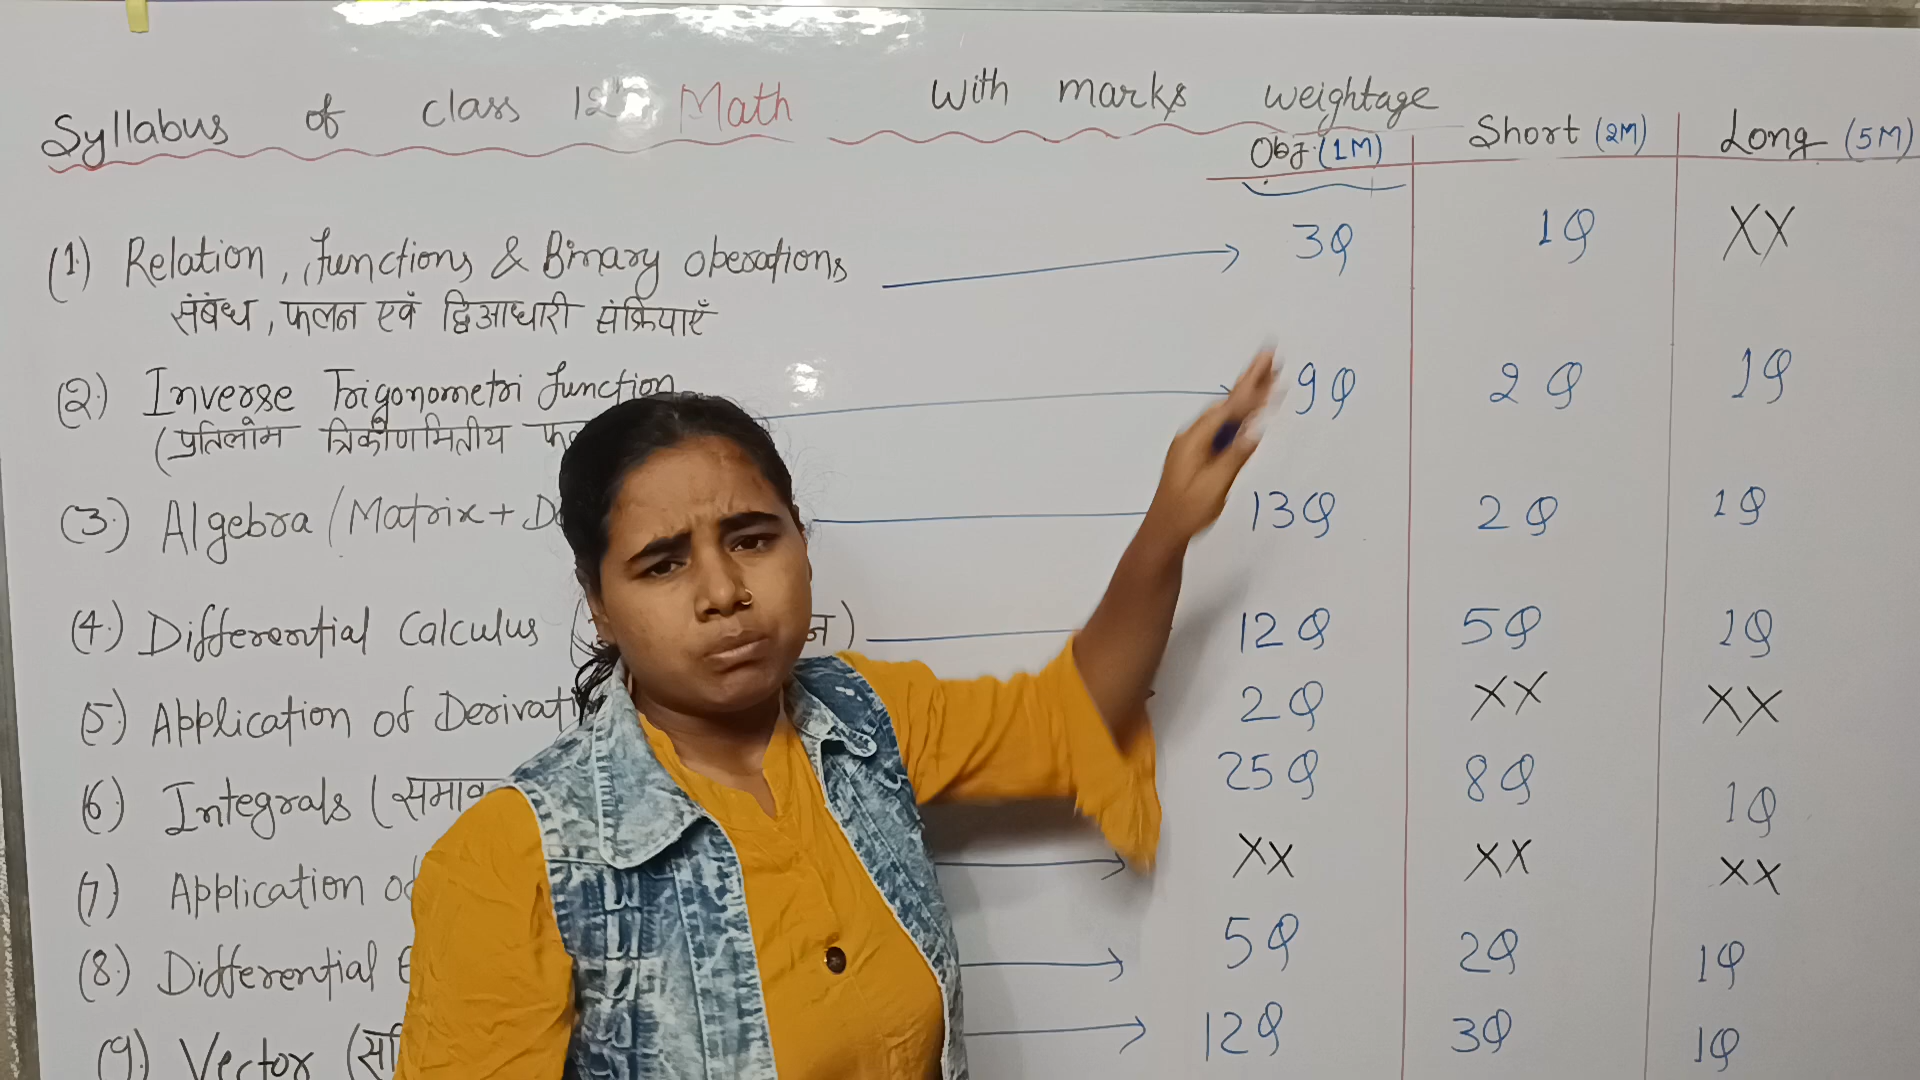 Syllabus of class 12th Math with marks weightage
Obj. (1M) Short (2M) Long (5M)
(1.) Relation, functions & Binary oberations 3Q 1Q XX
संबंध, फलन एवं द्विआधारी संक्रियाएँ
(2.) Inverse Trigonometri function 9Q 2Q 1Q
(प्रतिलोम त्रिकोणमितीय
(3.) Algebra (Matrix + 13Q 2Q 1Q
(4.) Differential Calculus ( ) 12Q 5Q 1Q
(5.) Application of 2Q XX XX
(6.) Integrals ( 25Q 8Q 1Q
(7.) Application XX XX XX
(8.) Differential 5Q 2Q 1Q
(9.) Vector ( 12Q 3Q 1Q